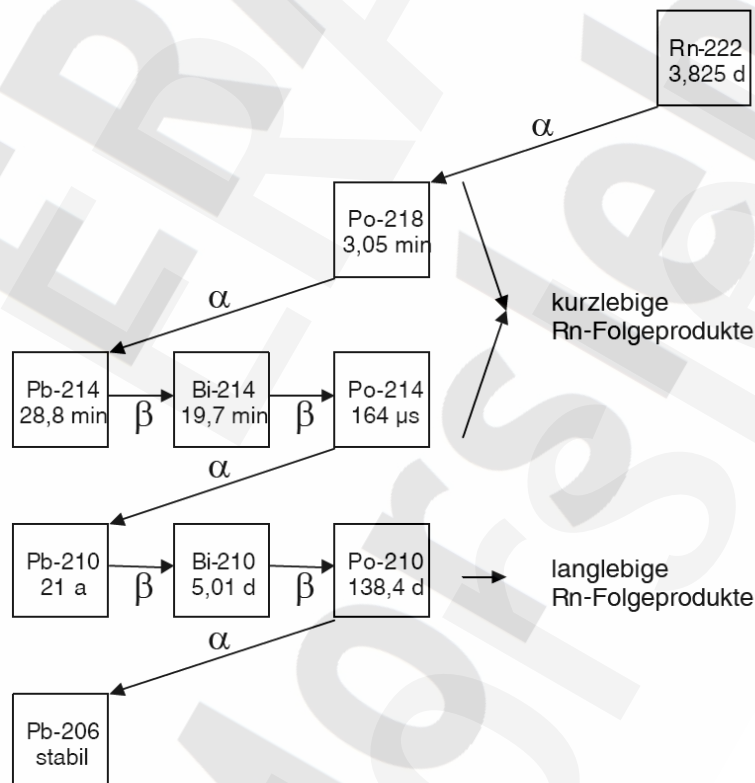 Rn-222
3,825 d
α
Po-218
3,05 min
α
kurzlebige
Rn-Folgeprodukte
Pb-214
28,8 min
β
Bi-214
19,7 min
β
Po-214
164 µs
α
Pb-210
21 a
β
Bi-210
5,01 d
β
Po-210
138,4 d
langlebige
Rn-Folgeprodukte
α
Pb-206
stabil